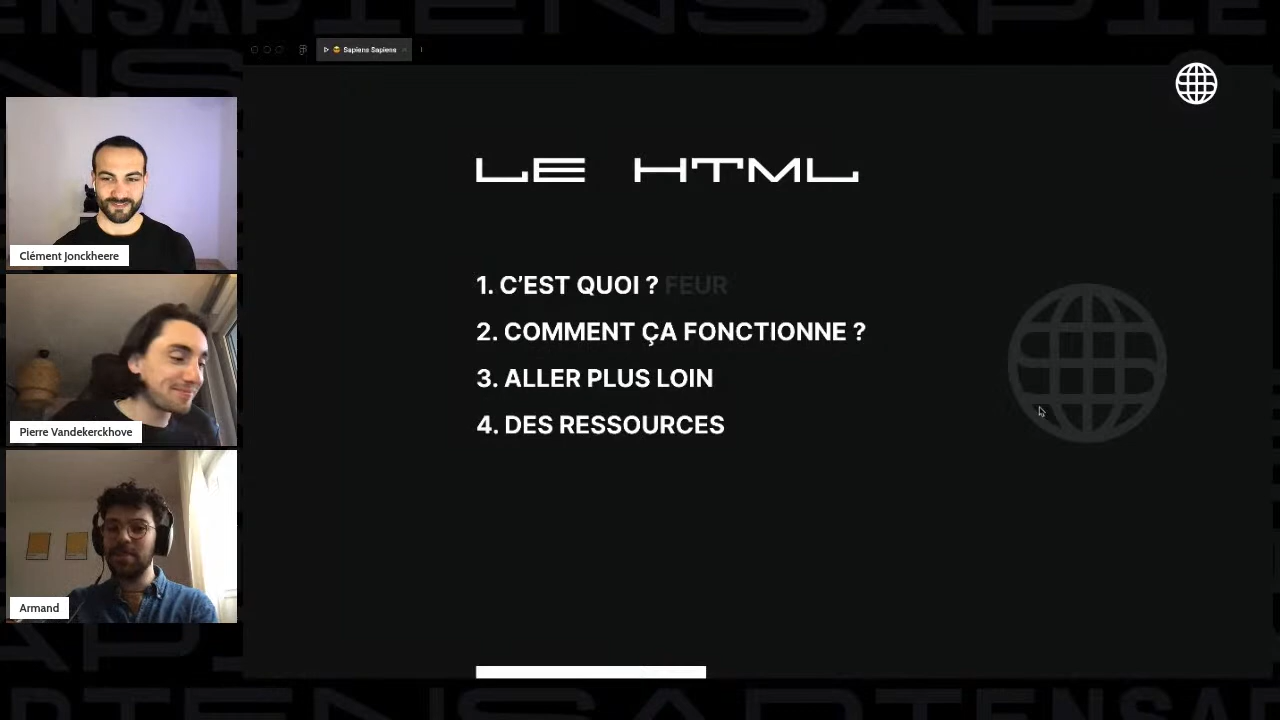 Sapiens Sapiens
LE HTML
1. C'EST QUOI ? FEUR
2. COMMENT ÇA FONCTIONNE ?
3. ALLER PLUS LOIN
4. DES RESSOURCES
Clément Jonckheere
Pierre Vandekerckhove
Armand